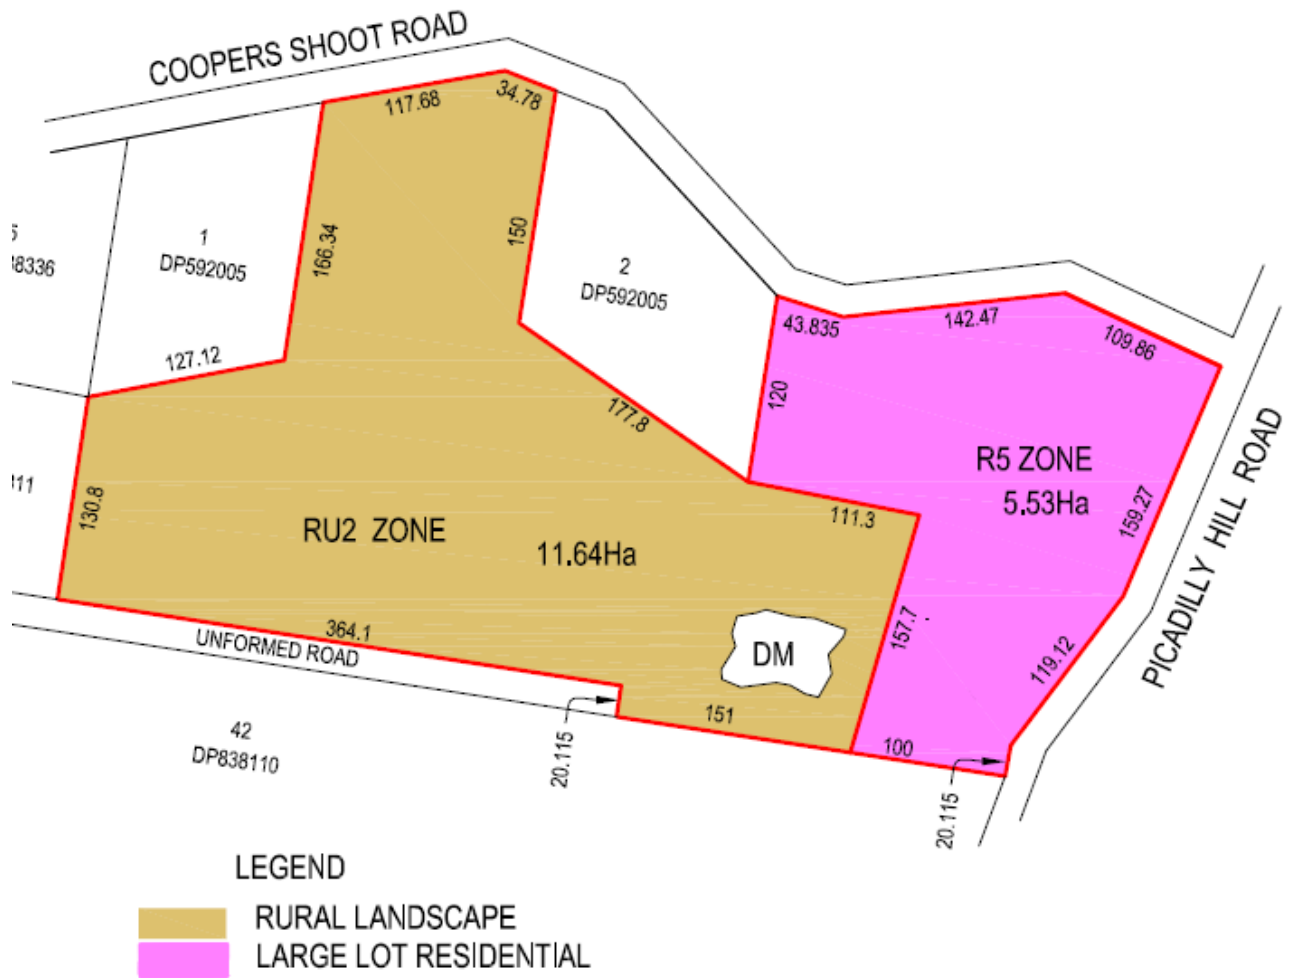 COOPERS SHOOT ROAD
117.68
34.78
166.34
150
1
DP592005
5
38336
2
DP592005
43.835
142.47
109.86
127.12
120
177.8
R5 ZONE
5.53Ha
159.27
PICADILLY HILL ROAD
311
130.8
RU2 ZONE
11.64Ha
111.3
364.1
UNFORMED ROAD
DM
157.7
119.12
151
100
42
DP838110
20.115
20.115
LEGEND
RURAL LANDSCAPE
LARGE LOT RESIDENTIAL